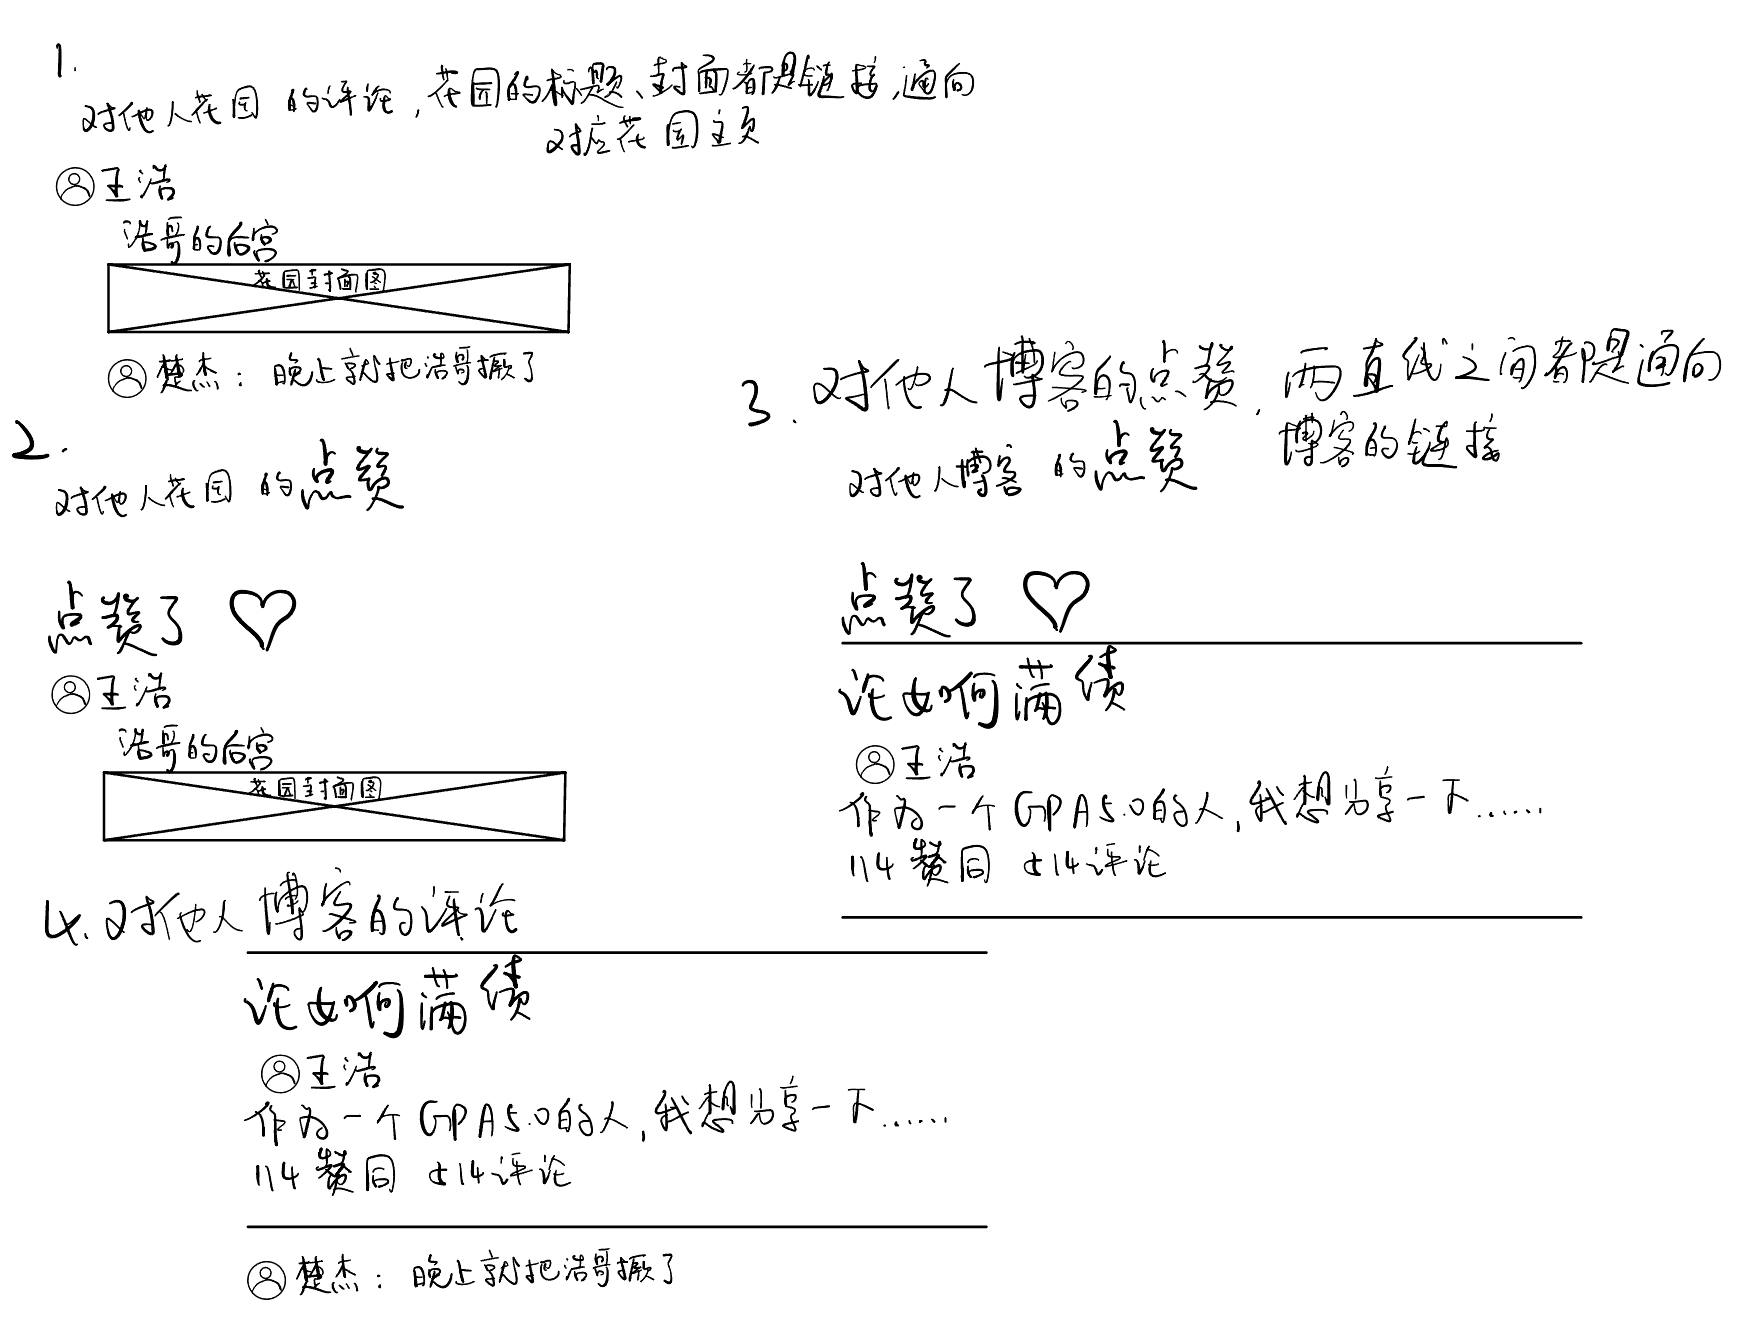 1.
对他人花园的评论,花园的标题、封面都是链接,通向
对应花园主页
王浩
浩哥的后宫
花园封面图
楚杰:晚上就把浩哥撅了
2.
对他人花园的点赞
点赞了
王浩
浩哥的后宫
花园封面图
3.对他人博客的点赞,两直线之间都是通向
博客的链接
对他人博客的点赞
点赞了
论如何满绩
王浩
作为一个GPA5.0的人,我想分享一下......
114赞同 514评论
4.对他人博客的评论
论如何满绩
王浩
作为一个GPA5.0的人,我想分享一下......
114赞同 514评论
楚杰:晚上就把浩哥撅了